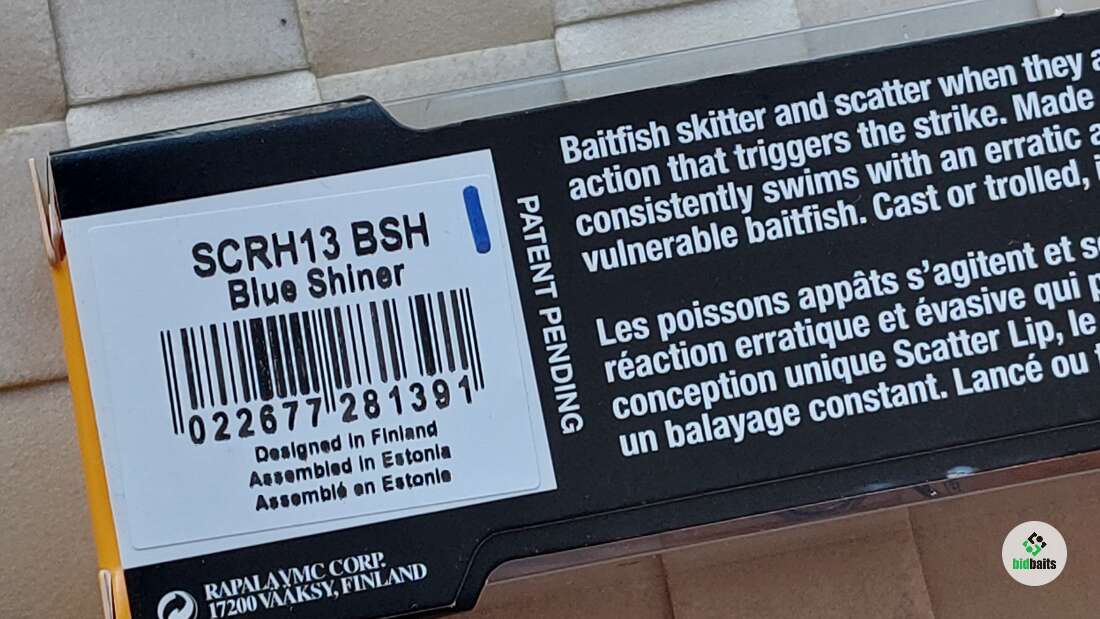 SCRH13 BSH
Blue Shiner
022677 281391
Designed in Finland
Assembled in Estonia
Assemblé en Estonie
RAPALA VMC CORP.
17200 VÄÄKSY, FINLAND
PATENT PENDING
Baitfish skitter and scatter when they
action that triggers the strike. Made
consistently swims with an erratic
vulnerable baitfish. Cast or trolled,
Les poissons appâts s'agitent et
réaction erratique et évasive qui
conception unique Scatter Lip, le
un balayage constant. Lancé ou
bidbaits